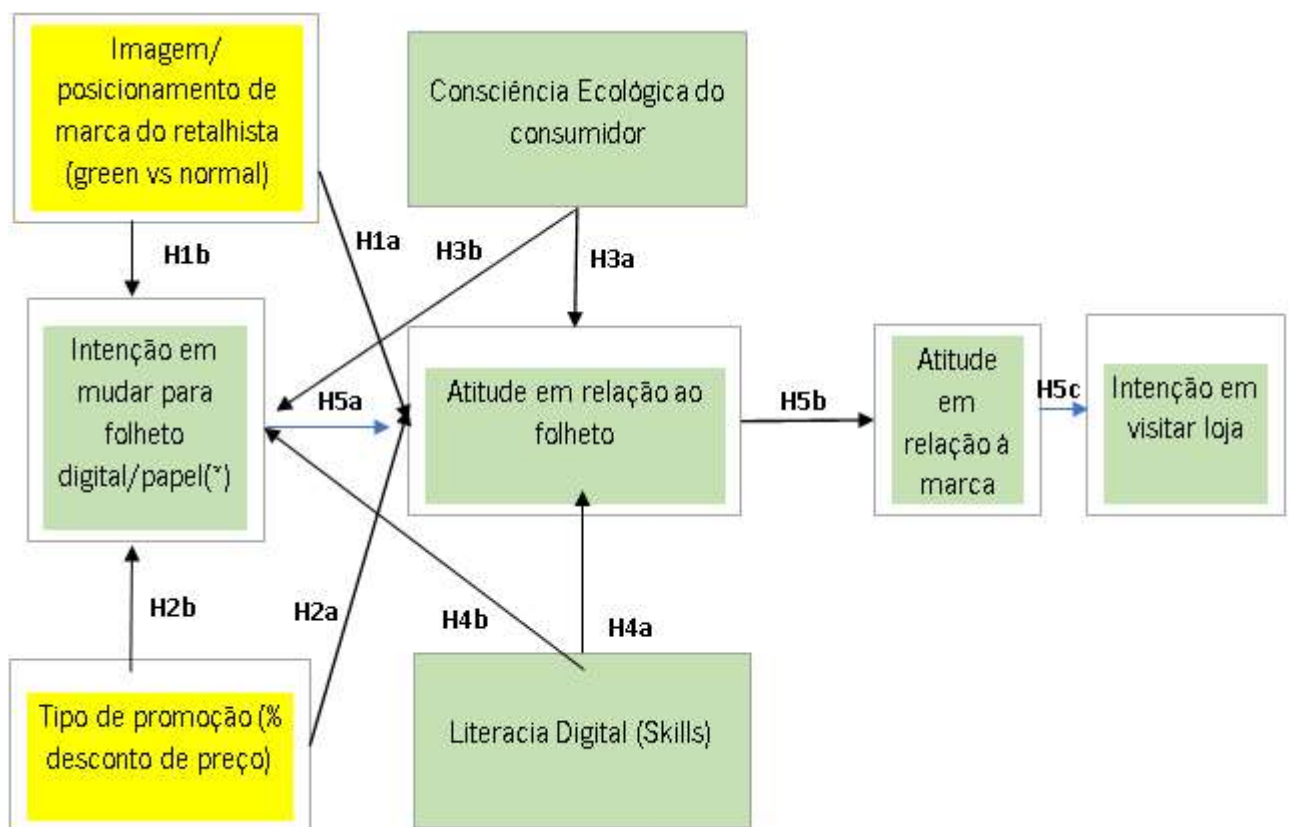 Imagem/
posicionamento de
marca do retalhista
(green vs normal)
Consciência Ecológica do
consumidor
H1b
H1a
H3b
H3a
Intenção em
mudar para
folheto
digital/papel(*)
H5a
Atitude em relação ao
folheto
H5b
Atitude
em
relação à
marca
H5c
Intenção em
visitar loja
H2b
H2a
H4b
H4a
Tipo de promoção (%
desconto de preço)
Literacia Digital (Skills)